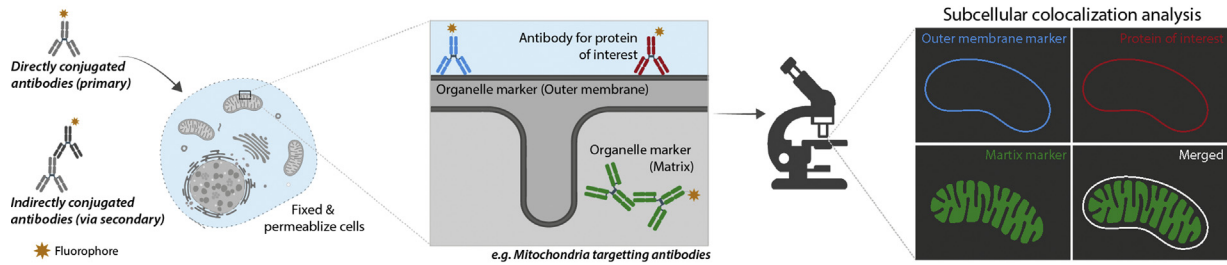 Directly conjugated
antibodies (primary)
Indirectly conjugated
antibodies (via secondary)
Fluorophore
Fixed &
permeablize cells
Antibody for protein
of interest
Organelle marker (Outer membrane)
Organelle marker
(Matrix)
e.g. Mitochondria targetting antibodies
Subcellular colocalization analysis
Outer membrane marker
Protein of interest
Martix marker
Merged